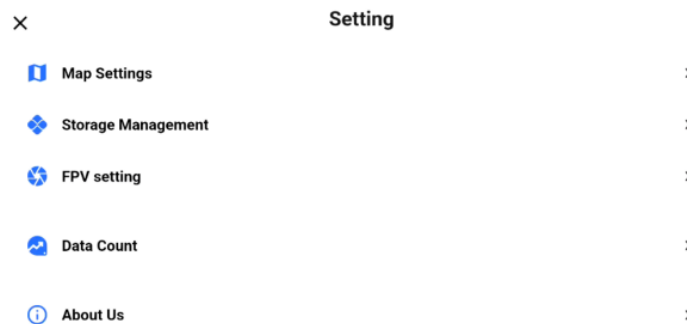 Setting
Map Settings
Storage Management
FPV setting
Data Count
About Us